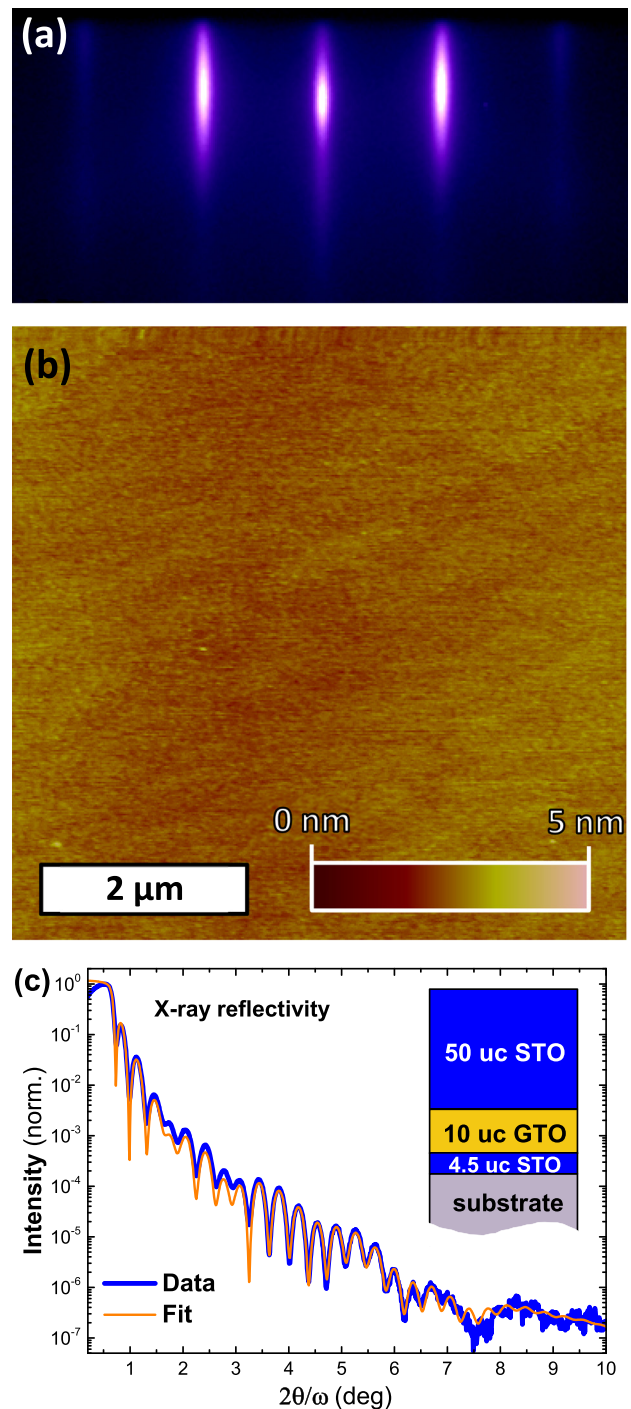 (a)
(b)
0 nm 5 nm
2 μm
(c)
X-ray reflectivity
10⁰
10⁻¹
10⁻²
10⁻³
10⁻⁴
10⁻⁵
10⁻⁶
10⁻⁷
Intensity (norm.)
50 uc STO
10 uc GTO
4.5 uc STO
substrate
Data
Fit
1 2 3 4 5 6 7 8 9 10
2θ/ω (deg)